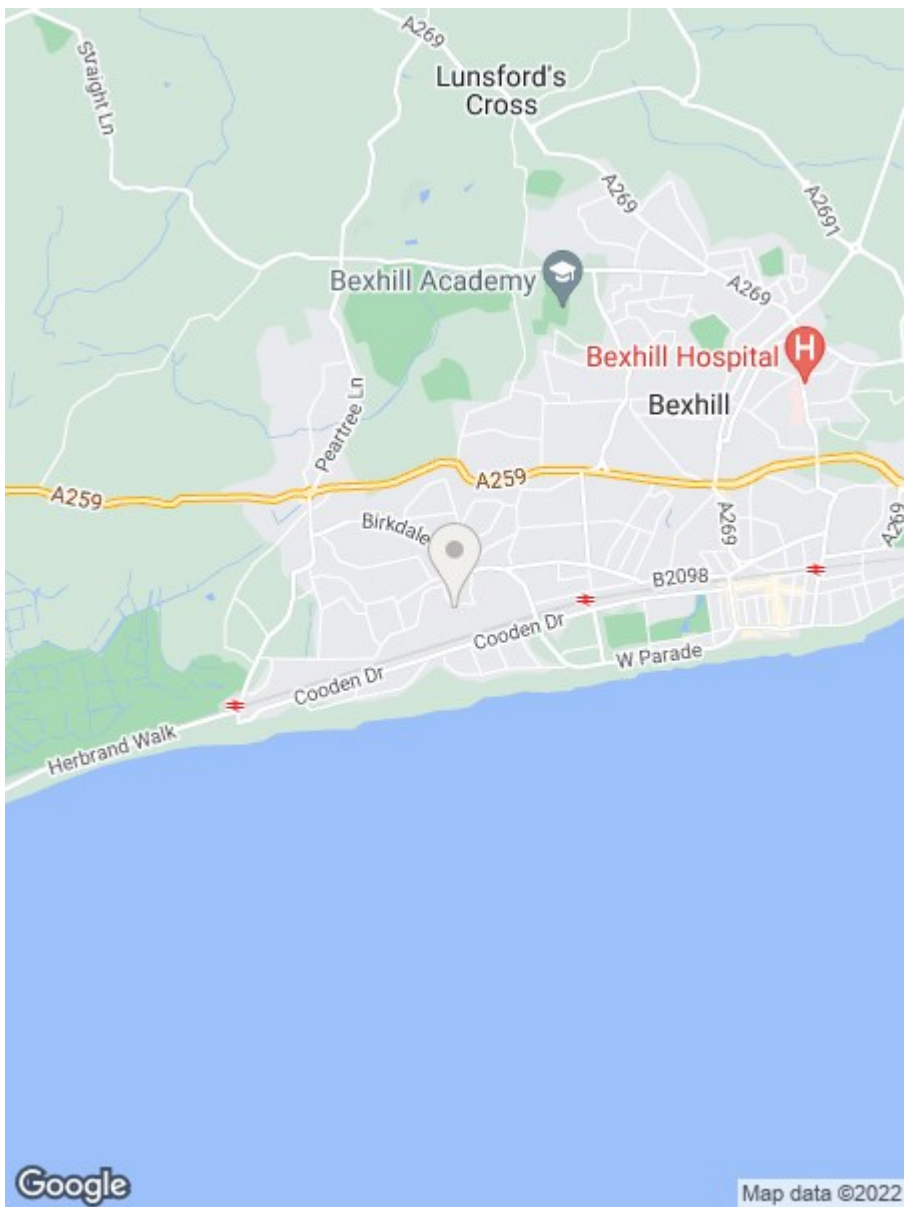 A269
Straight Ln
Lunsford's
Cross
A269
A2691
Bexhill Academy
A269
Bexhill Hospital
H
Bexhill
Peartree Ln
A259
A259
Birkdale
A269
A269
B2098
Cooden Dr
W Parade
Cooden Dr
Herbrand Walk
Google
Map data ©2022